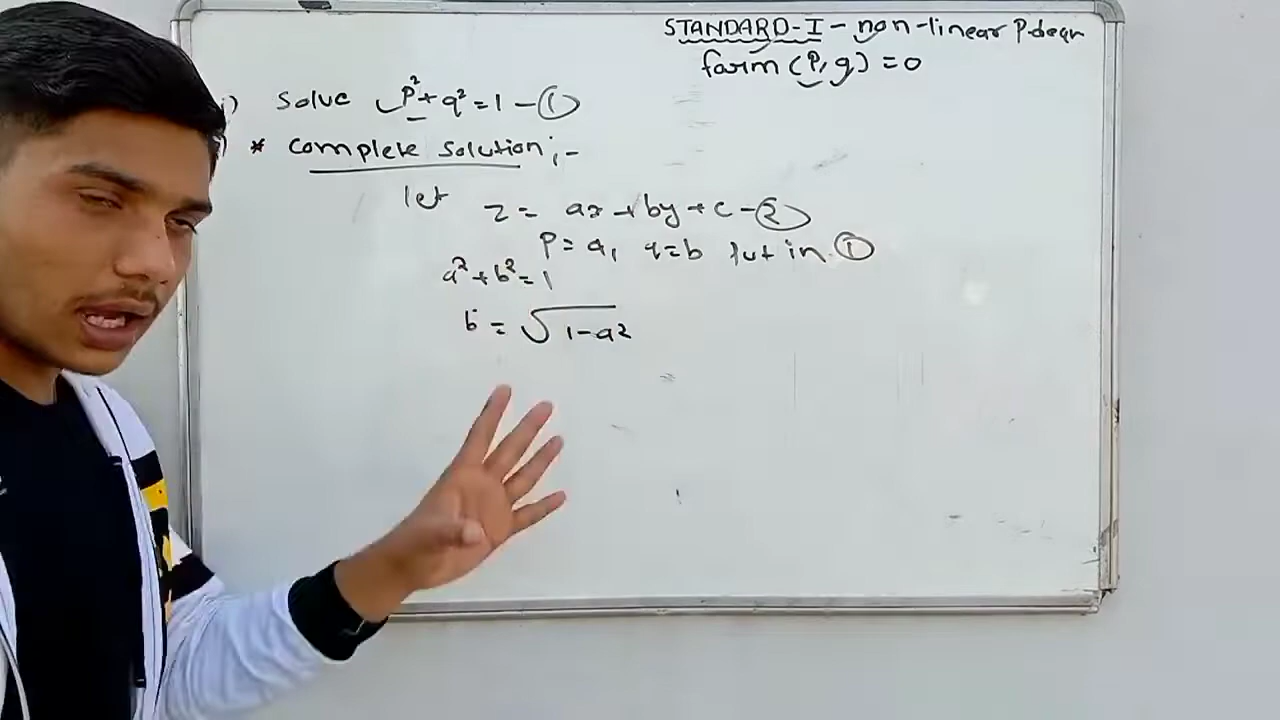 STANDARD-I - non-linear P.deqn
form (P, q) = 0
i) Solve p² + q² = 1 - ①
* Complete Solution ;-
let z = ax + by + c - ②
P = a, q = b Put in ①
a² + b² = 1
b = √1-a²